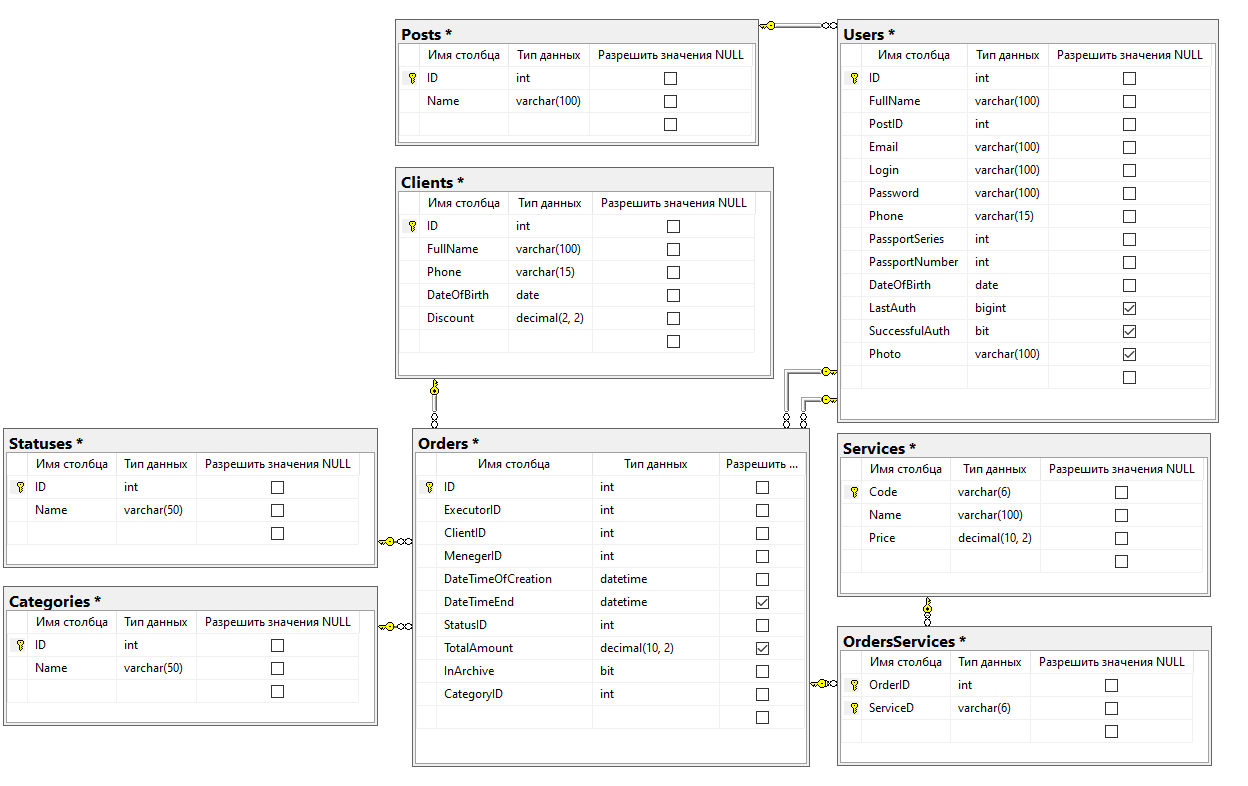 Posts *
Имя столбца Тип данных Разрешить значения NULL
ID int
Name varchar(100)
Users *
Имя столбца Тип данных Разрешить значения NULL
ID int
FullName varchar(100)
PostID int
Email varchar(100)
Login varchar(100)
Password varchar(100)
Phone varchar(15)
PassportSeries int
PassportNumber int
DateOfBirth date
LastAuth bigint
SuccessfulAuth bit
Photo varchar(100)
Clients *
Имя столбца Тип данных Разрешить значения NULL
ID int
FullName varchar(100)
Phone varchar(15)
DateOfBirth date
Discount decimal(2, 2)
Statuses *
Имя столбца Тип данных Разрешить значения NULL
ID int
Name varchar(50)
Categories *
Имя столбца Тип данных Разрешить значения NULL
ID int
Name varchar(50)
Orders *
Имя столбца Тип данных Разрешить ...
ID int
ExecutorID int
ClientID int
MenegerID int
DateTimeOfCreation datetime
DateTimeEnd datetime
StatusID int
TotalAmount decimal(10, 2)
InArchive bit
CategoryID int
Services *
Имя столбца Тип данных Разрешить значения NULL
Code varchar(6)
Name varchar(100)
Price decimal(10, 2)
OrdersServices *
Имя столбца Тип данных Разрешить значения NULL
OrderID int
ServiceD varchar(6)